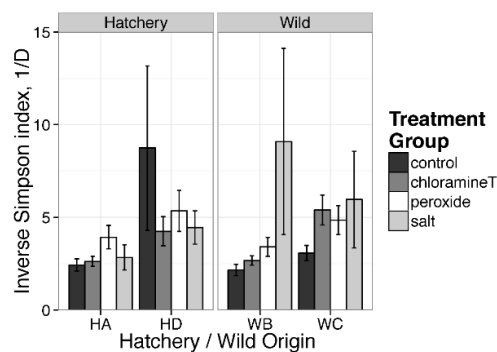 Hatchery Wild
15
10
5
0
Inverse Simpson index, 1/D
HA HD WB WC
Hatchery / Wild Origin
Treatment
Group
control
chloramineT
peroxide
salt